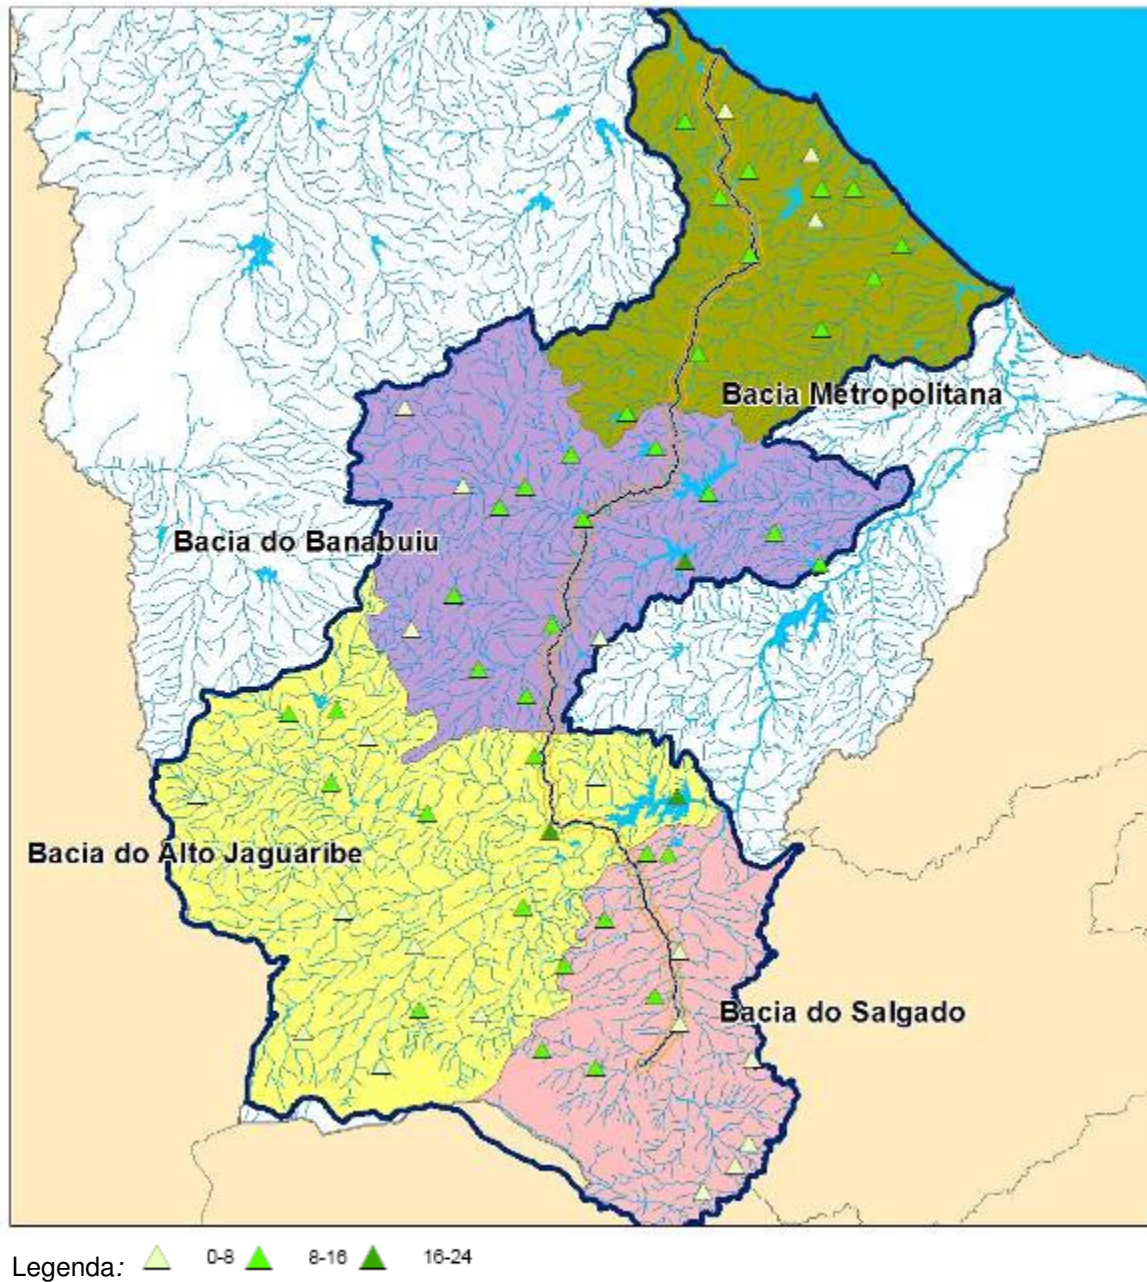 Bacia Metropolitana
Bacia do Banabuiu
Bacia do Alto Jaguaribe
Bacia do Salgado
Legenda: 0-8 8-16 16-24